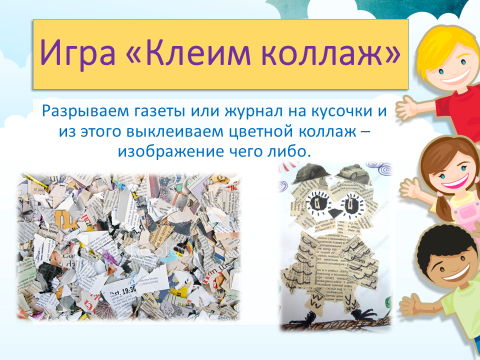 Игра «Клеим коллаж»
Разрываем газеты или журнал на кусочки и
из этого выклеиваем цветной коллаж –
изображение чего либо.